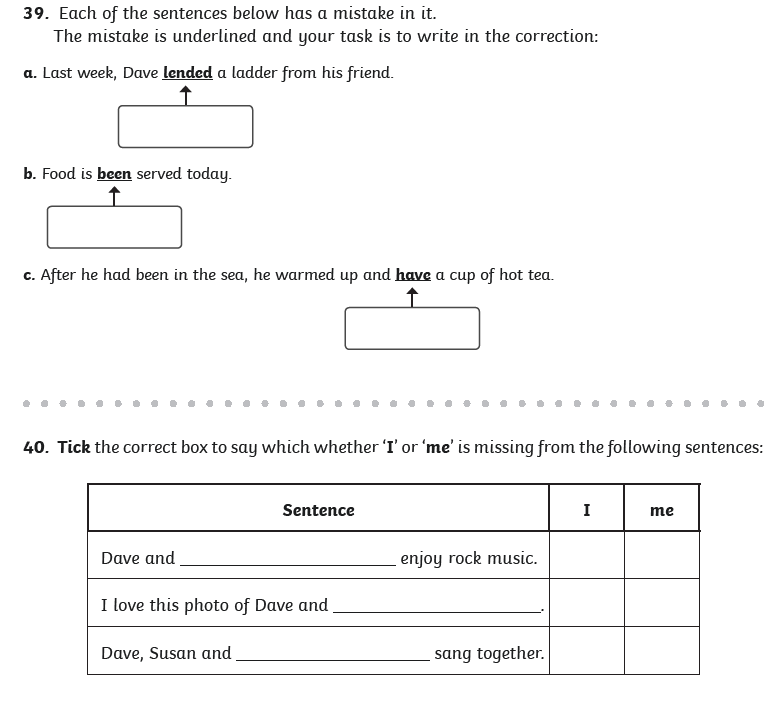 39. Each of the sentences below has a mistake in it.
The mistake is underlined and your task is to write in the correction:
a. Last week, Dave lended a ladder from his friend.
b. Food is been served today.
c. After he had been in the sea, he warmed up and have a cup of hot tea.
40. Tick the correct box to say which whether ‘I’ or ‘me’ is missing from the following sentences:
Sentence I me
Dave and ______________________ enjoy rock music.
I love this photo of Dave and ______________________.
Dave, Susan and ____________________ sang together.